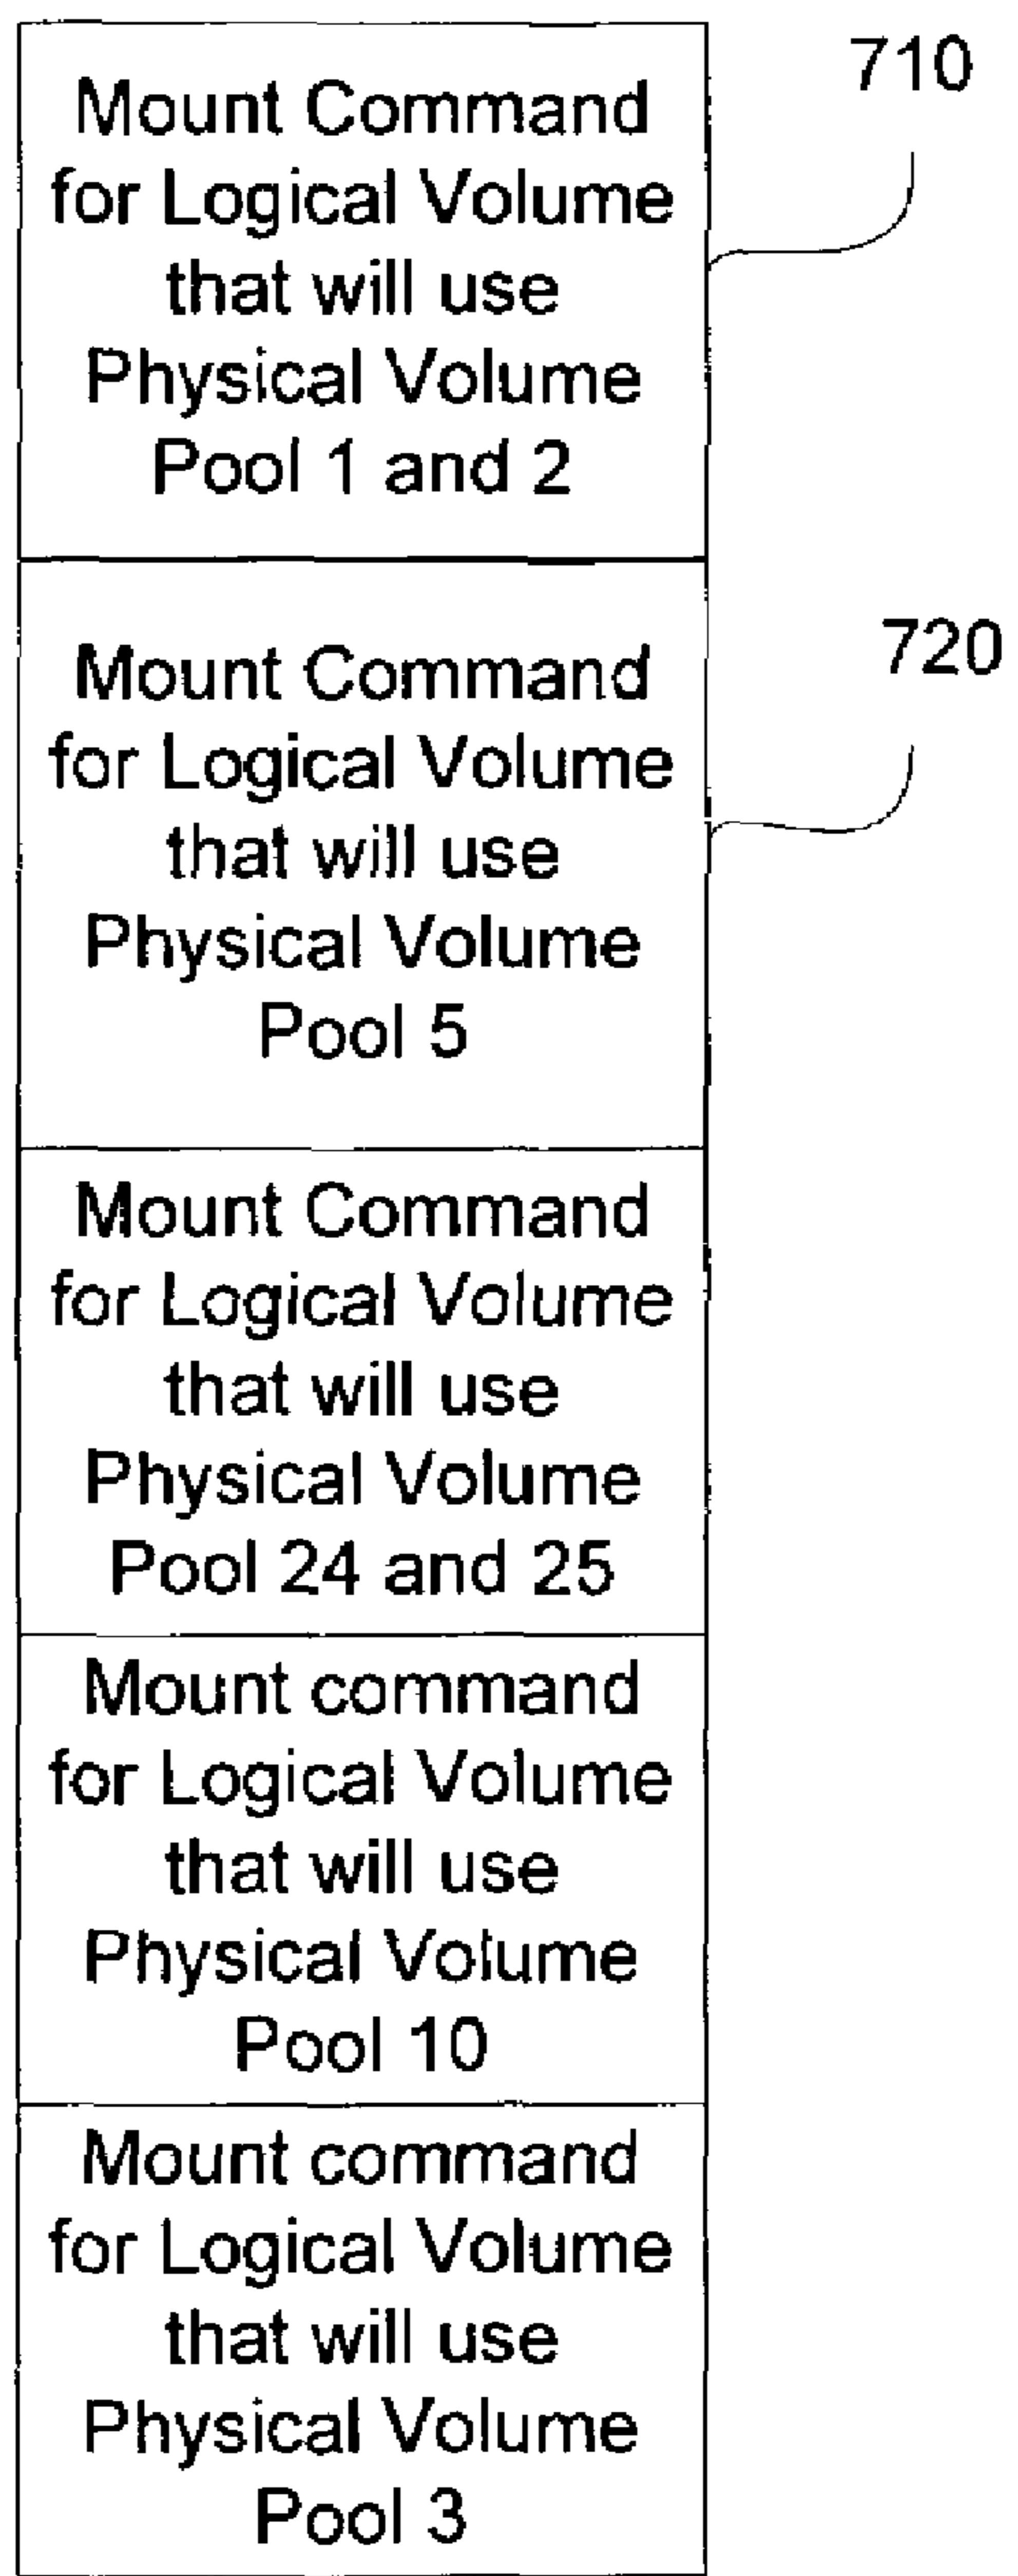 Mount Command
for Logical Volume
that will use
Physical Volume
Pool 1 and 2
710
Mount Command
for Logical Volume
that will use
Physical Volume
Pool 5
720
Mount Command
for Logical Volume
that will use
Physical Volume
Pool 24 and 25
Mount command
for Logical Volume
that will use
Physical Volume
Pool 10
Mount command
for Logical Volume
that will use
Physical Volume
Pool 3